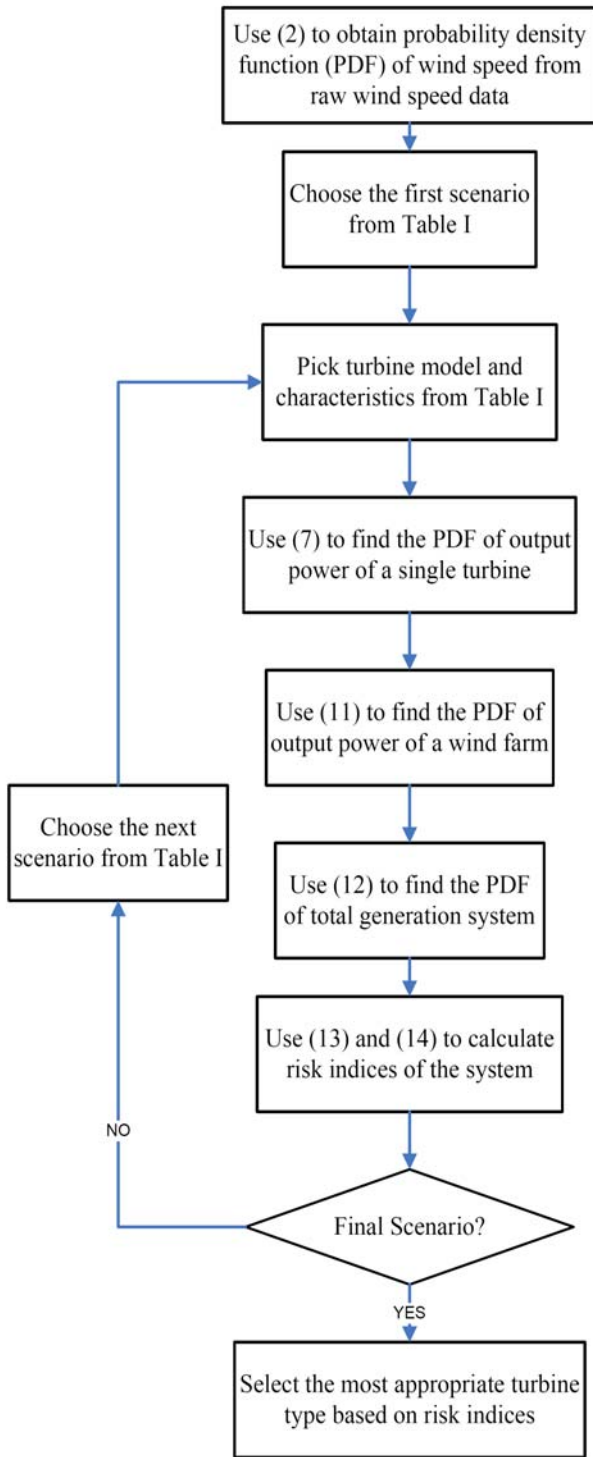 Use (2) to obtain probability density
function (PDF) of wind speed from
raw wind speed data
Choose the first scenario
from Table I
Pick turbine model and
characteristics from Table I
Use (7) to find the PDF of output
power of a single turbine
Use (11) to find the PDF of
output power of a wind farm
Choose the next
scenario from Table I
Use (12) to find the PDF
of total generation system
Use (13) and (14) to calculate
risk indices of the system
NO
Final Scenario?
YES
Select the most appropriate turbine
type based on risk indices